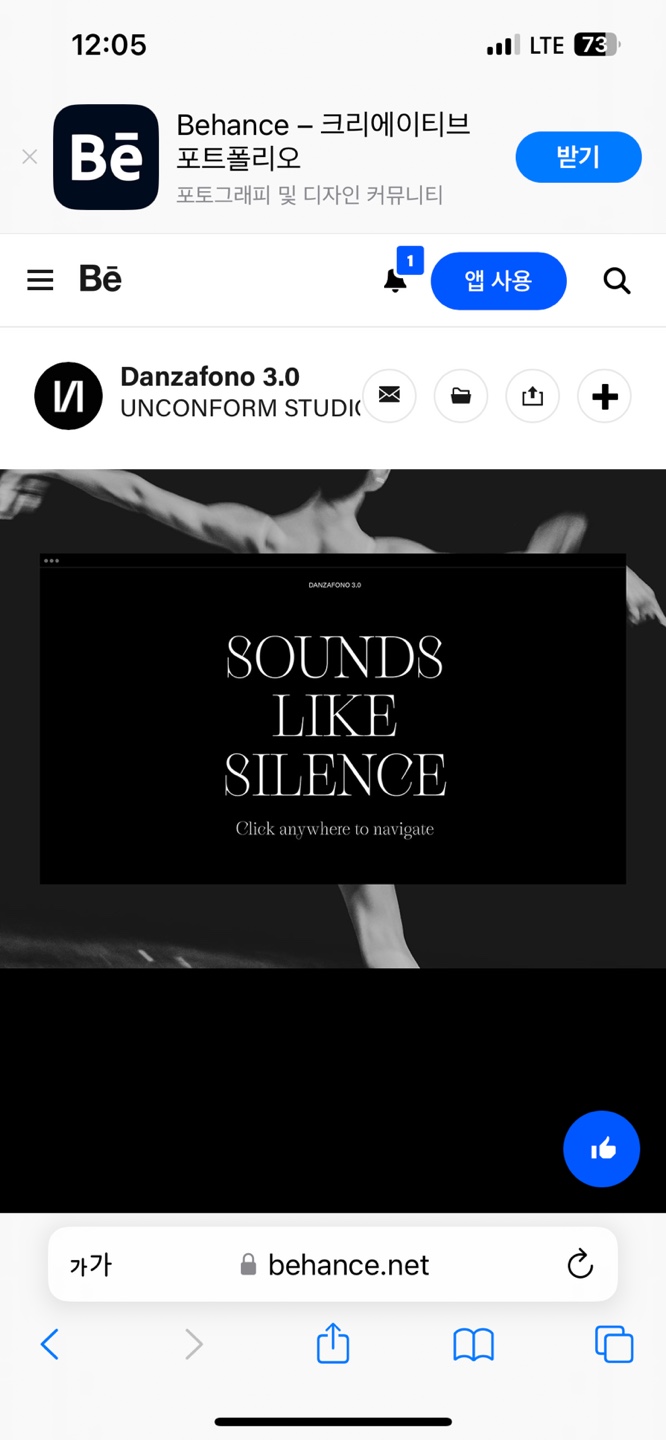 12:05
LTE 73
Behance – 크리에이티브
포트폴리오
포토그래피 및 디자인 커뮤니티
받기
Bē
Bē
1
앱 사용
Danzafono 3.0
UNCONFORM STUDIO
DANZAFONO 3.0
SOUNDS
LIKE
SILENCE
Click anywhere to navigate
가가
behance.net